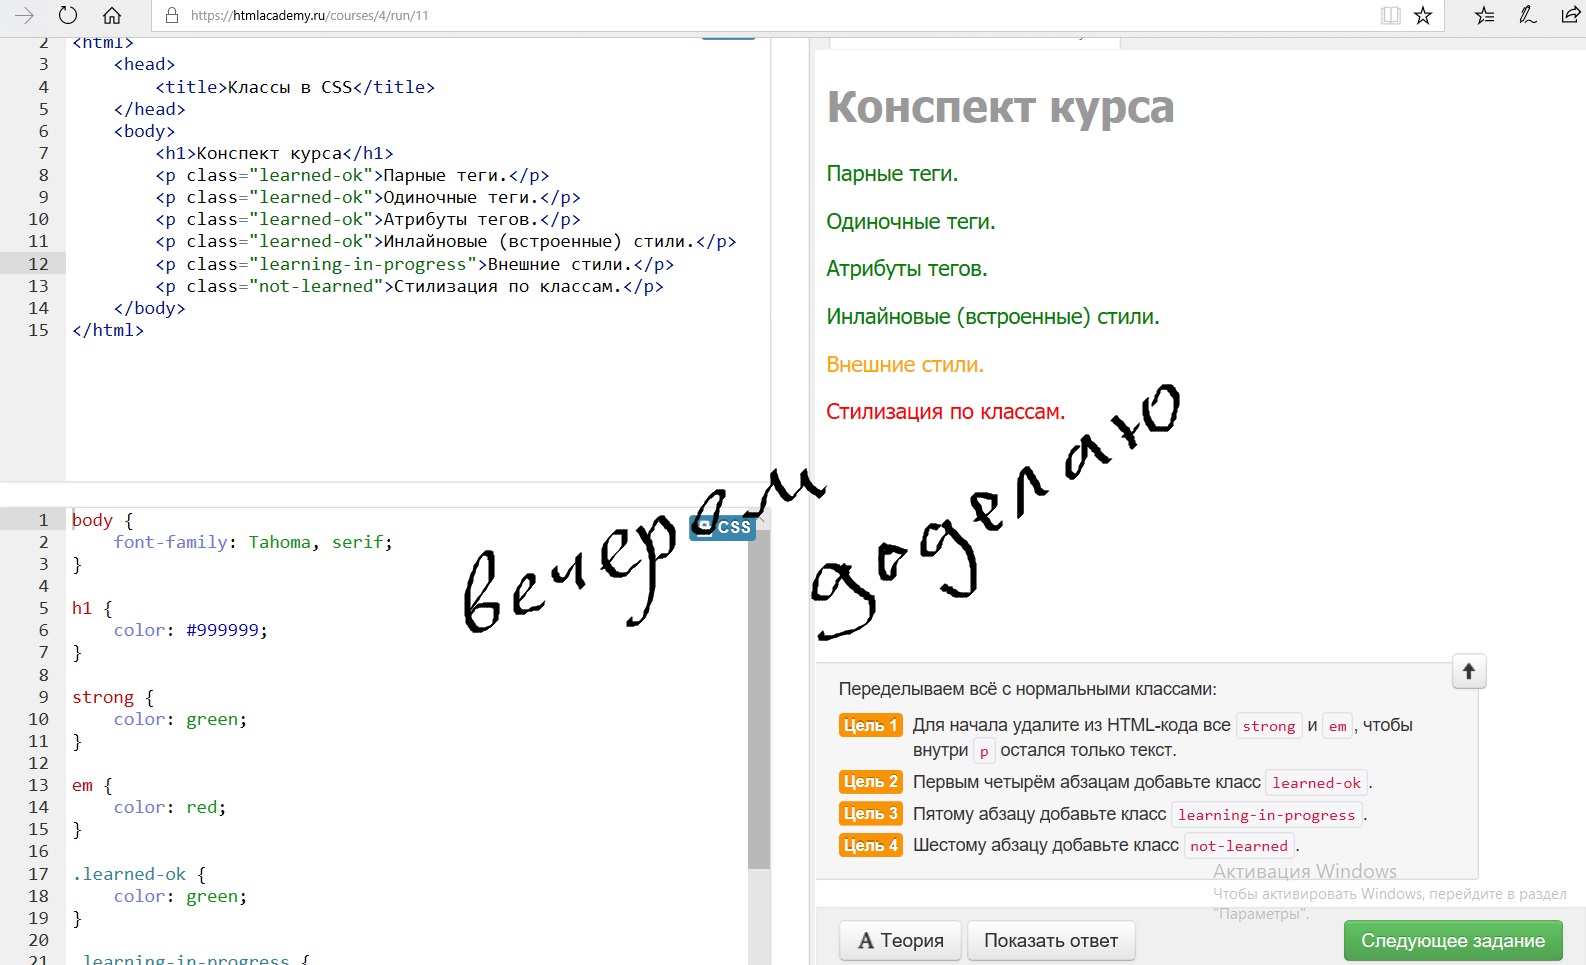 https://htmlacademy.ru/courses/4/run/11
2 <html>
3 <head>
4 <title>Классы в CSS</title>
5 </head>
6 <body>
7 <h1>Конспект курса</h1>
8 <p class="learned-ok">Парные теги.</p>
9 <p class="learned-ok">Одиночные теги.</p>
10 <p class="learned-ok">Атрибуты тегов.</p>
11 <p class="learned-ok">Инлайновые (встроенные) стили.</p>
12 <p class="learning-in-progress">Внешние стили.</p>
13 <p class="not-learned">Стилизация по классам.</p>
14 </body>
15 </html>
CSS
1 body {
2 font-family: Tahoma, serif;
3 }
4
5 h1 {
6 color: #999999;
7 }
8
9 strong {
10 color: green;
11 }
12
13 em {
14 color: red;
15 }
16
17 .learned-ok {
18 color: green;
19 }
20
21 .learning-in-progress {
Конспект курса
Парные теги.
Одиночные теги.
Атрибуты тегов.
Инлайновые (встроенные) стили.
Внешние стили.
Стилизация по классам.
вечерам доделаю
Переделываем всё с нормальными классами:
Цель 1 Для начала удалите из HTML-кода все strong и em, чтобы
внутри p остался только текст.
Цель 2 Первым четырём абзацам добавьте класс learned-ok.
Цель 3 Пятому абзацу добавьте класс learning-in-progress.
Цель 4 Шестому абзацу добавьте класс not-learned.
Активация Windows
Чтобы активировать Windows, перейдите в раздел
"Параметры".
A Теория
Показать ответ
Следующее задание